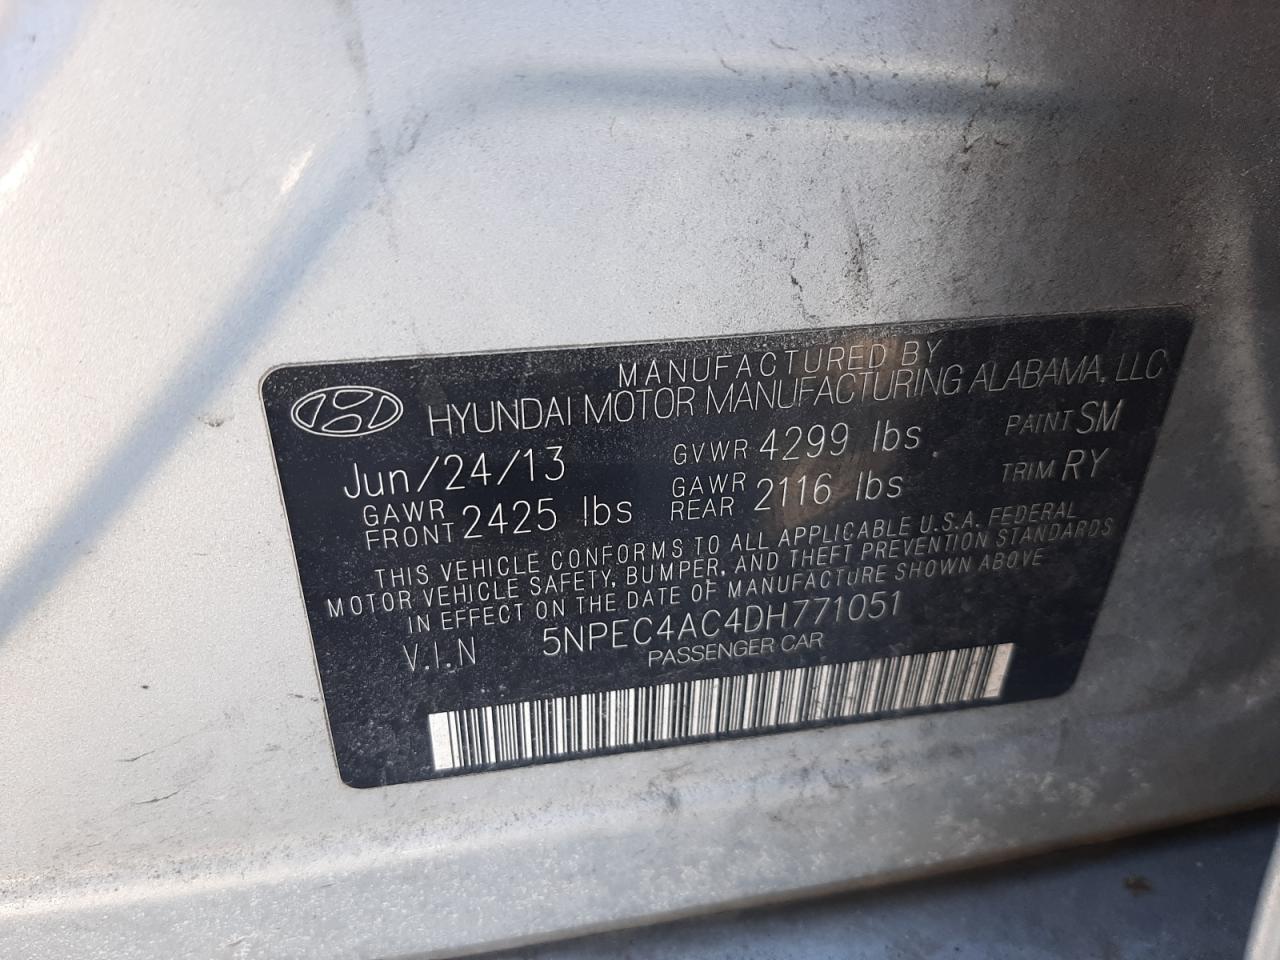 MANUFACTURED BY
HYUNDAI MOTOR MANUFACTURING ALABAMA, LLC
Jun/24/13 GVWR 4299 lbs PAINT SM
GAWR FRONT 2425 lbs GAWR REAR 2116 lbs TRIM RY
THIS VEHICLE CONFORMS TO ALL APPLICABLE U.S.A. FEDERAL
MOTOR VEHICLE SAFETY, BUMPER, AND THEFT PREVENTION STANDARDS
IN EFFECT ON THE DATE OF MANUFACTURE SHOWN ABOVE
V.I.N 5NPEC4AC4DH771051
PASSENGER CAR